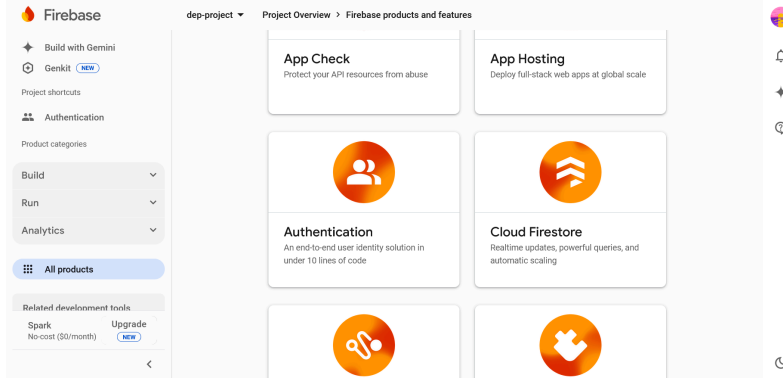 Firebase
dep-project
Project Overview > Firebase products and features
Build with Gemini
Genkit NEW
Project shortcuts
Authentication
Product categories
Build
Run
Analytics
All products
Related development tools
Spark
No-cost ($0/month)
Upgrade
NEW
App Check
Protect your API resources from abuse
App Hosting
Deploy full-stack web apps at global scale
Authentication
An end-to-end user identity solution in
under 10 lines of code
Cloud Firestore
Realtime updates, powerful queries, and
automatic scaling